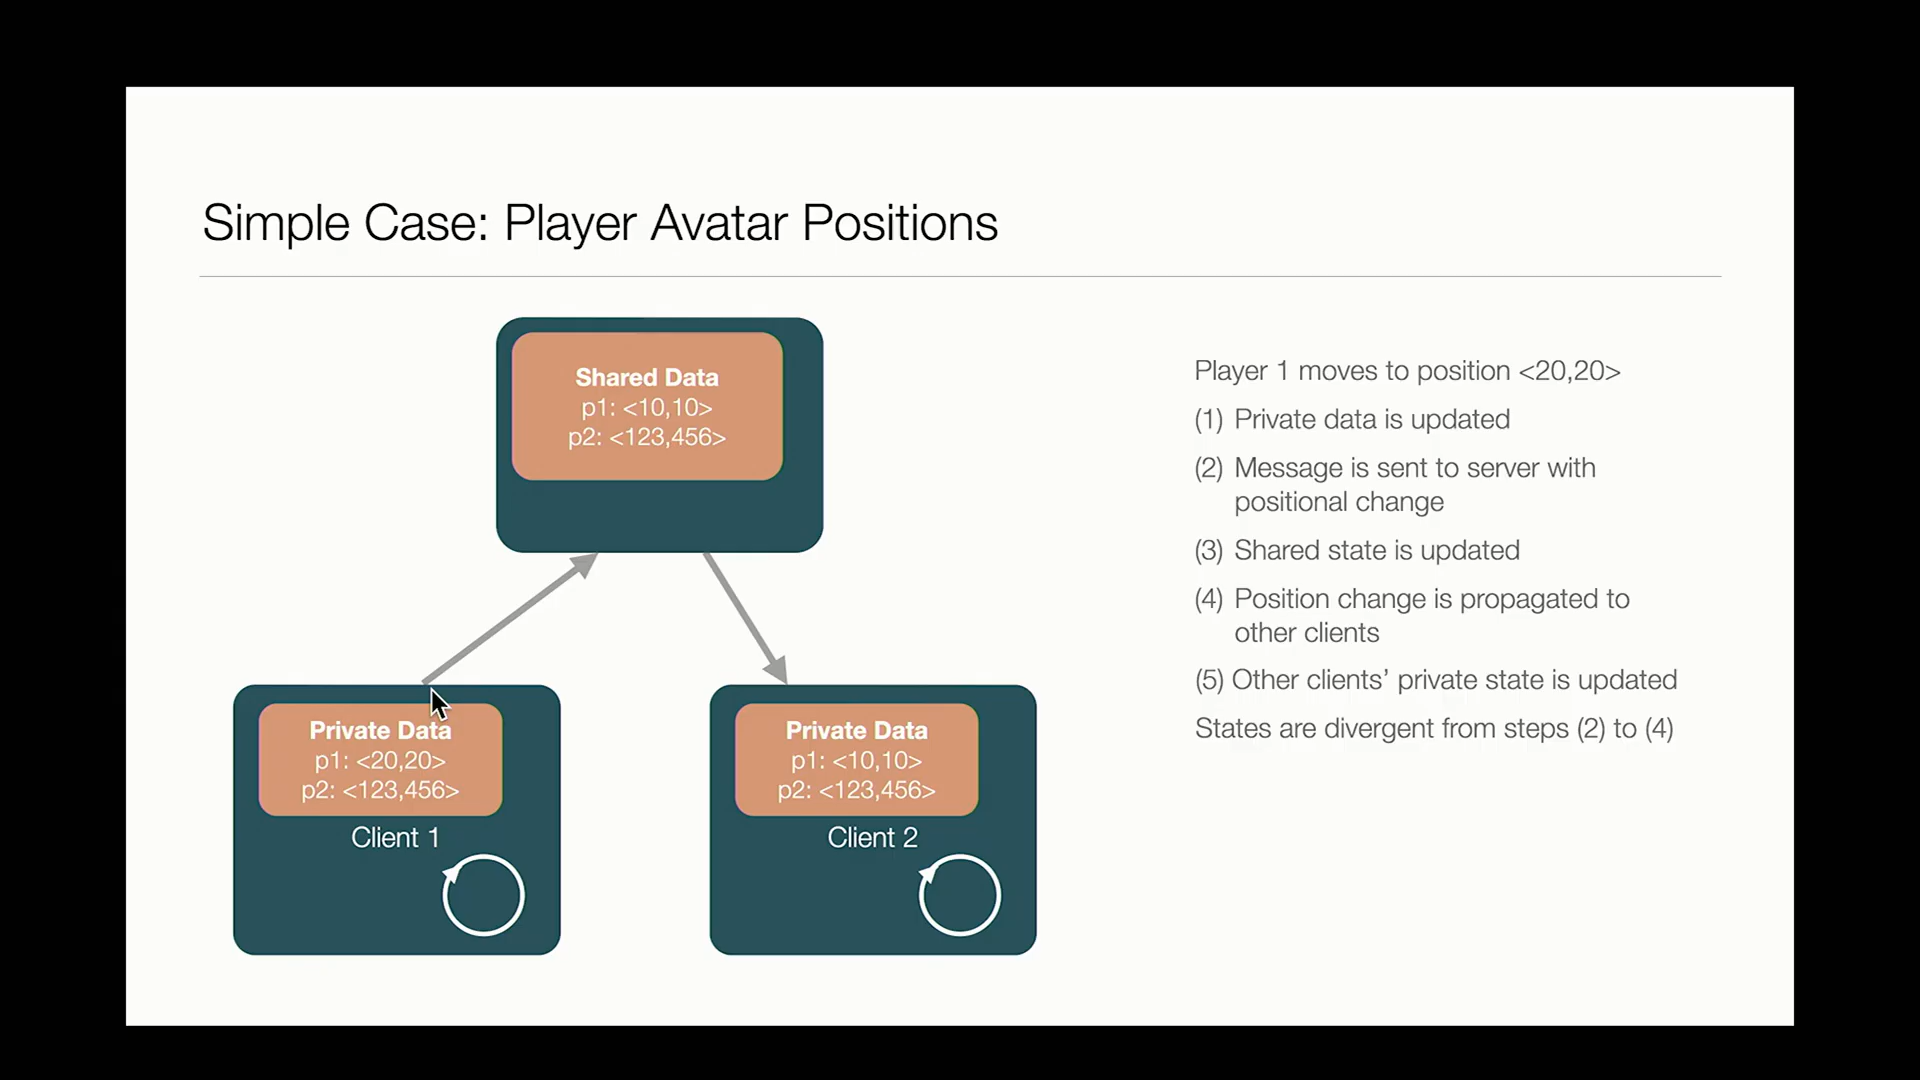 Simple Case: Player Avatar Positions
Shared Data
p1: <10,10>
p2: <123,456>
Private Data
p1: <20,20>
p2: <123,456>
Client 1
Private Data
p1: <10,10>
p2: <123,456>
Client 2
Player 1 moves to position <20,20>
(1) Private data is updated
(2) Message is sent to server with
positional change
(3) Shared state is updated
(4) Position change is propagated to
other clients
(5) Other clients’ private state is updated
States are divergent from steps (2) to (4)